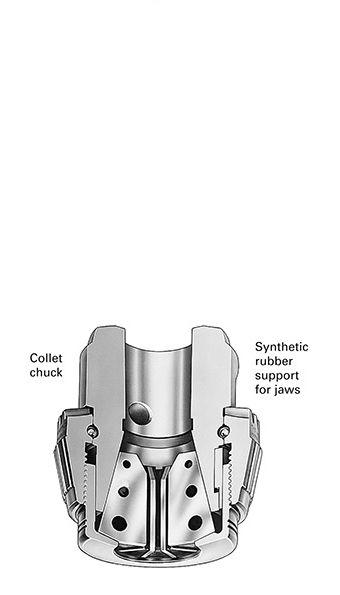 Collet
chuck
Synthetic
rubber
support
for jaws